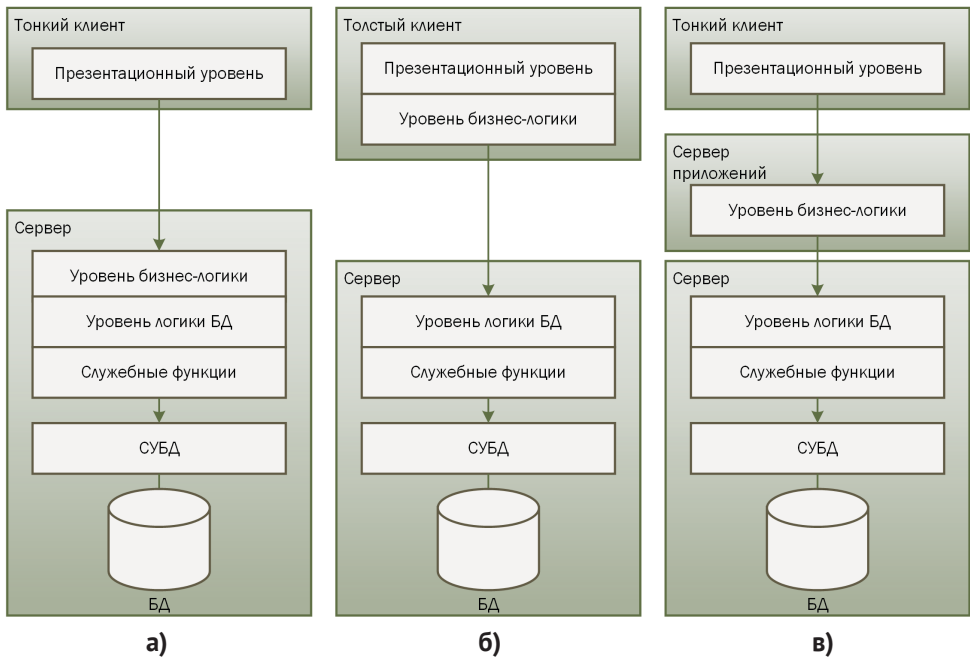 Тонкий клиент
Презентационный уровень
Сервер
Уровень бизнес-логики
Уровень логики БД
Служебные функции
СУБД
БД
а)
Толстый клиент
Презентационный уровень
Уровень бизнес-логики
Сервер
Уровень логики БД
Служебные функции
СУБД
БД
б)
Тонкий клиент
Презентационный уровень
Сервер
приложений
Уровень бизнес-логики
Сервер
Уровень логики БД
Служебные функции
СУБД
БД
в)